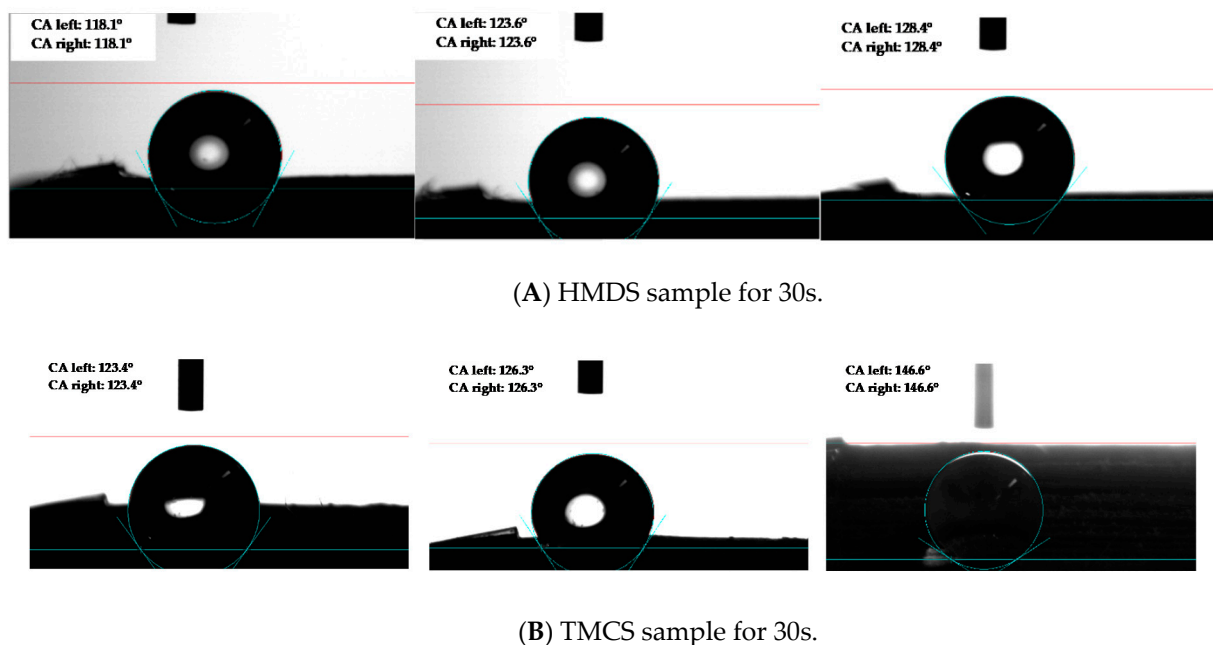 CA left: 118.1°
CA right: 118.1°
CA left: 123.6°
CA right: 123.6°
CA left: 128.4°
CA right: 128.4°
(A) HMDS sample for 30s.
CA left: 123.4°
CA right: 123.4°
CA left: 126.3°
CA right: 126.3°
CA left: 146.6°
CA right: 146.6°
(B) TMCS sample for 30s.